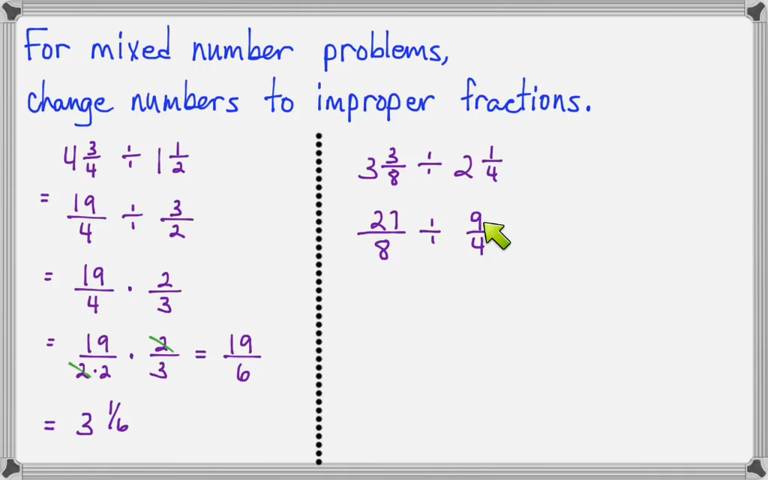 For mixed number problems,
change numbers to improper fractions.
4 3/4 ÷ 1 1/2
= 19/4 ÷ 3/2
= 19/4 · 2/3
= 19/2·2 · 2/3 = 19/6
= 3 1/6
3 3/8 ÷ 2 1/4
27/8 ÷ 9/4